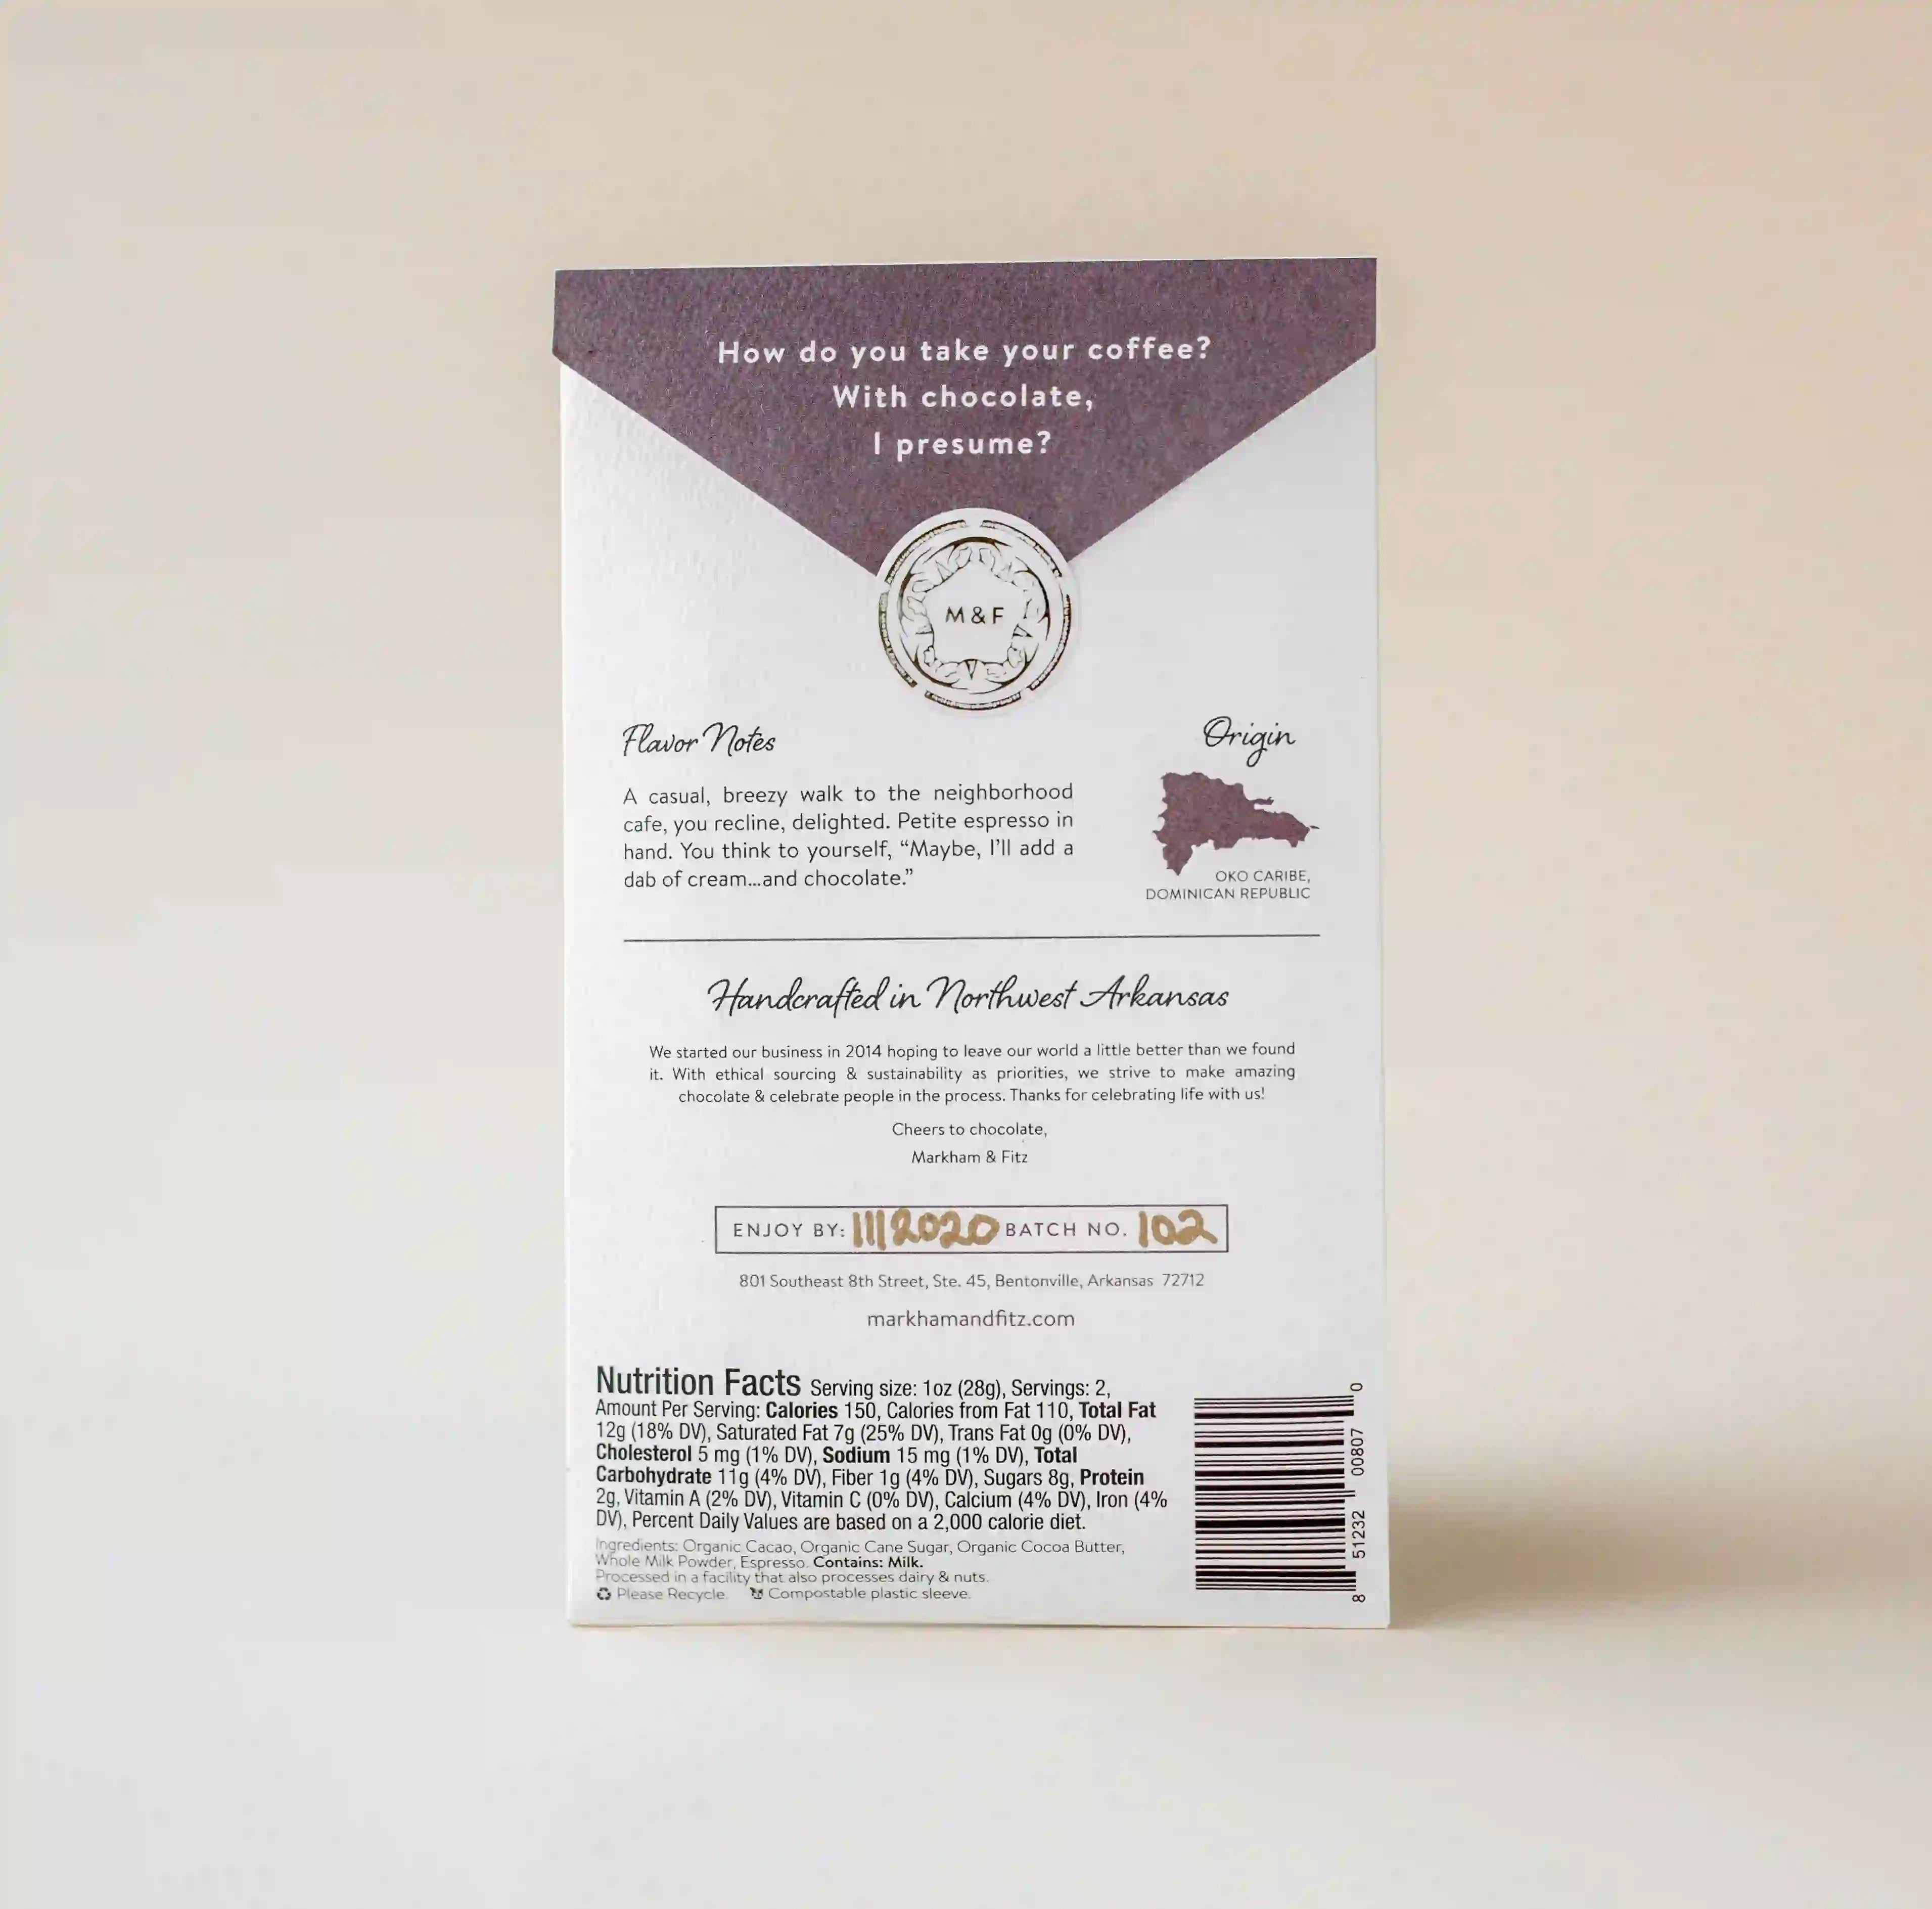 How do you take your coffee?
With chocolate,
I presume?
M & F
Flavor Notes
A casual, breezy walk to the neighborhood
cafe, you recline, delighted. Petite espresso in
hand. You think to yourself, “Maybe, I’ll add a
dab of cream...and chocolate.”
Origin
OKO CARIBE,
DOMINICAN REPUBLIC
Handcrafted in Northwest Arkansas
We started our business in 2014 hoping to leave our world a little better than we found
it. With ethical sourcing & sustainability as priorities, we strive to make amazing
chocolate & celebrate people in the process. Thanks for celebrating life with us!
Cheers to chocolate,
Markham & Fitz
ENJOY BY: 1112020 BATCH NO. 102
801 Southeast 8th Street, Ste. 45, Bentonville, Arkansas 72712
markhamandfitz.com
Nutrition Facts Serving size: 1oz (28g), Servings: 2,
Amount Per Serving: Calories 150, Calories from Fat 110, Total Fat
12g (18% DV), Saturated Fat 7g (25% DV), Trans Fat 0g (0% DV),
Cholesterol 5 mg (1% DV), Sodium 15 mg (1% DV), Total
Carbohydrate 11g (4% DV), Fiber 1g (4% DV), Sugars 8g, Protein
2g, Vitamin A (2% DV), Vitamin C (0% DV), Calcium (4% DV), Iron (4%
DV), Percent Daily Values are based on a 2,000 calorie diet.
Ingredients: Organic Cacao, Organic Cane Sugar, Organic Cocoa Butter,
Whole Milk Powder, Espresso. Contains: Milk.
Processed in a facility that also processes dairy & nuts.
Please Recycle Compostable plastic sleeve.
8 51232 00807 0